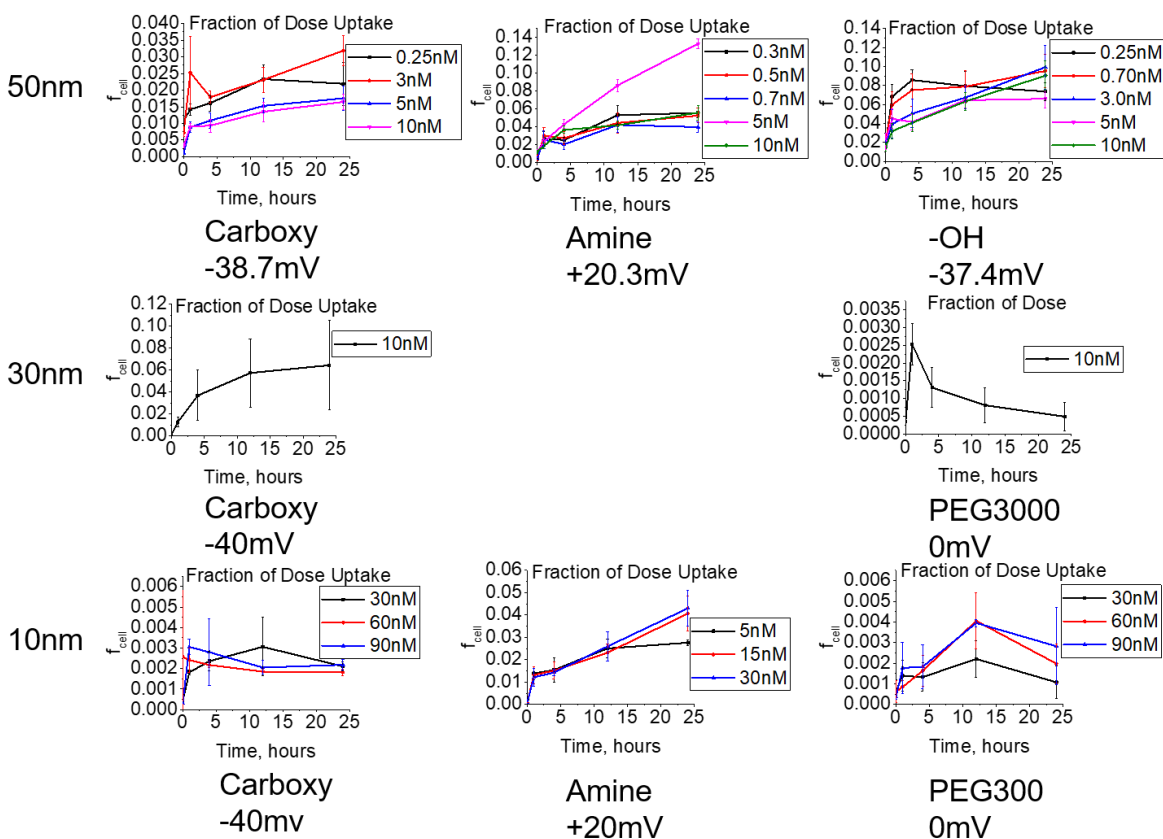 50nm
Fraction of Dose Uptake
0.040
0.035
0.030
0.025
0.020
0.015
0.010
0.005
0.000
f_cell
0 5 10 15 20 25
Time, hours
0.25nM
3nM
5nM
10nM
Carboxy
-38.7mV
Fraction of Dose Uptake
0.14
0.12
0.10
0.08
0.06
0.04
0.02
0.00
f_cell
0 5 10 15 20 25
Time, hours
0.3nM
0.5nM
0.7nM
5nM
10nM
Amine
+20.3mV
Fraction of Dose Uptake
0.14
0.12
0.10
0.08
0.06
0.04
0.02
0.00
f_cell
0 5 10 15 20 25
Time, hours
0.25nM
0.70nM
3.0nM
5nM
10nM
-OH
-37.4mV
30nm
Fraction of Dose Uptake
0.12
0.10
0.08
0.06
0.04
0.02
0.00
f_cell
0 5 10 15 20 25
Time, hours
10nM
Carboxy
-40mV
Fraction of Dose
0.0035
0.0030
0.0025
0.0020
0.0015
0.0010
0.0005
0.0000
f_cell
0 5 10 15 20 25
Time, hours
10nM
PEG3000
0mV
10nm
Fraction of Dose Uptake
0.006
0.005
0.004
0.003
0.002
0.001
0.000
f_cell
0 5 10 15 20 25
Time, hours
30nM
60nM
90nM
Carboxy
-40mv
Fraction of Dose Uptake
0.06
0.05
0.04
0.03
0.02
0.01
0.00
f_cell
0 5 10 15 20 25
Time, hours
5nM
15nM
30nM
Amine
+20mV
Fraction of Dose Uptake
0.006
0.005
0.004
0.003
0.002
0.001
0.000
f_cell
0 5 10 15 20 25
Time, hours
30nM
60nM
90nM
PEG300
0mV